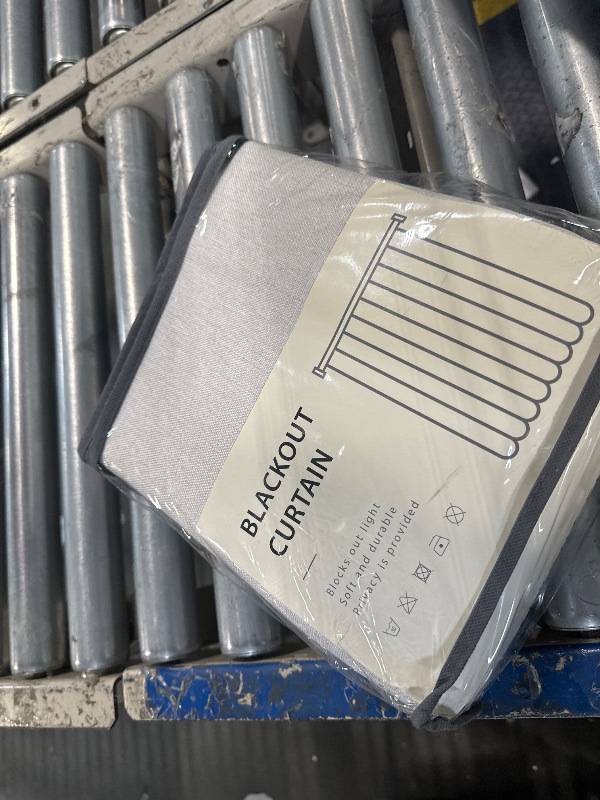 BLACKOUT
CURTAIN
Blocks out light
Soft and durable
Privacy is provided